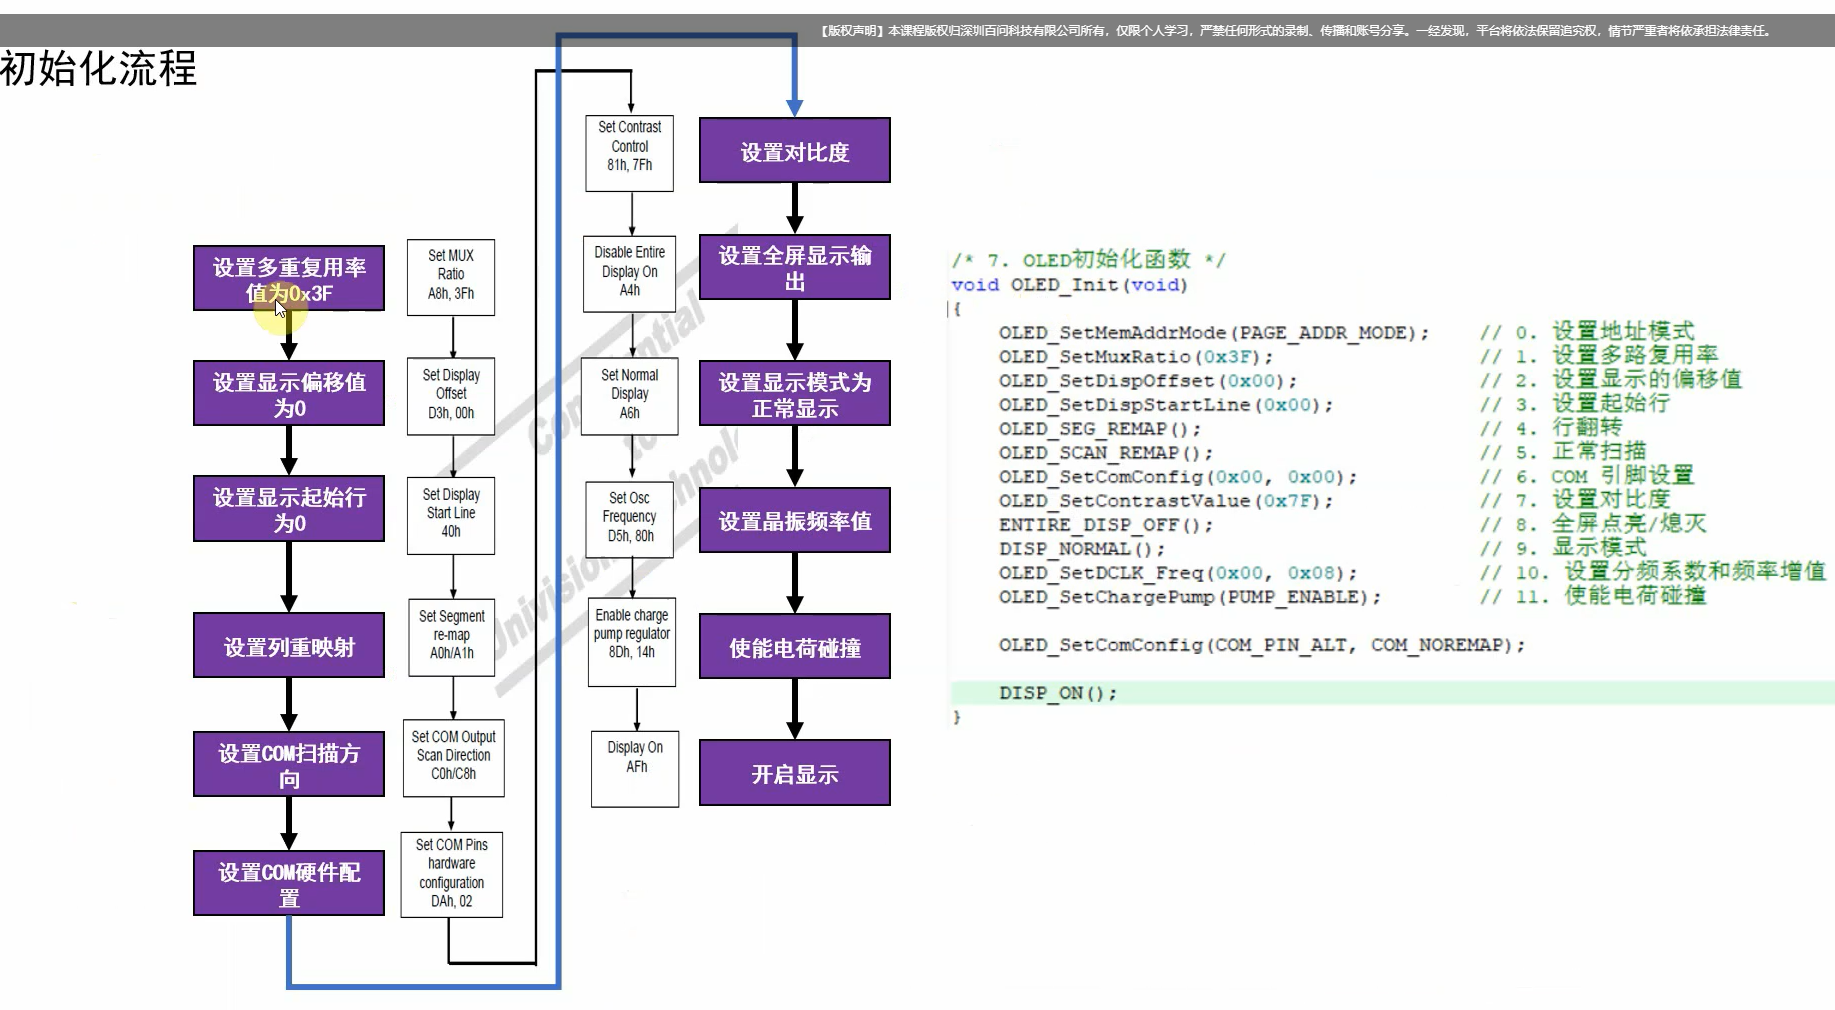 【版权声明】本课程版权归深圳百问科技有限公司所有，仅限个人学习，严禁任何形式的录制、传播和账号分享。一经发现，平台将依法保留追究权，情节严重者将依承担法律责任。
初始化流程
设置多重复用率
值为0x3F
设置显示偏移值
为0
设置显示起始行
为0
设置列重映射
设置COM扫描方
向
设置COM硬件配
置
Set MUX
Ratio
A8h, 3Fh
Set Display
Offset
D3h, 00h
Set Display
Start Line
40h
Set Segment
re-map
A0h/A1h
Set COM Output
Scan Direction
C0h/C8h
Set COM Pins
hardware
configuration
DAh, 02
Set Contrast
Control
81h, 7Fh
Disable Entire
Display On
A4h
Set Normal
Display
A6h
Set Osc
Frequency
D5h, 80h
Enable charge
pump regulator
8Dh, 14h
Display On
AFh
设置对比度
设置全屏显示输
出
设置显示模式为
正常显示
设置晶振频率值
使能电荷碰撞
开启显示
/* 7. OLED初始化函数 */
void OLED_Init(void)
{
OLED_SetMemAddrMode(PAGE_ADDR_MODE); // 0. 设置地址模式
OLED_SetMuxRatio(0x3F); // 1. 设置多路复用率
OLED_SetDispOffset(0x00); // 2. 设置显示的偏移值
OLED_SetDispStartLine(0x00); // 3. 设置起始行
OLED_SEG_REMAP(); // 4. 行翻转
OLED_SCAN_REMAP(); // 5. 正常扫描
OLED_SetComConfig(0x00, 0x00); // 6. COM 引脚设置
OLED_SetContrastValue(0x7F); // 7. 设置对比度
ENTIRE_DISP_OFF(); // 8. 全屏点亮/熄灭
DISP_NORMAL(); // 9. 显示模式
OLED_SetDCLK_Freq(0x00, 0x08); // 10. 设置分频系数和频率增值
OLED_SetChargePump(PUMP_ENABLE); // 11. 使能电荷碰撞
OLED_SetComConfig(COM_PIN_ALT, COM_NOREMAP);
DISP_ON();
}